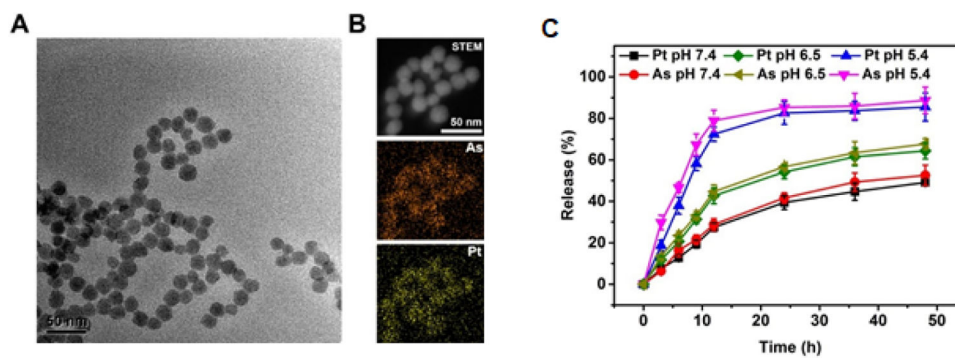 A
50 nm
B
STEM
50 nm
As
Pt
C
Pt pH 7.4 Pt pH 6.5 Pt pH 5.4
As pH 7.4 As pH 6.5 As pH 5.4
100
80
60
40
20
0
Release (%)
0 10 20 30 40 50
Time (h)